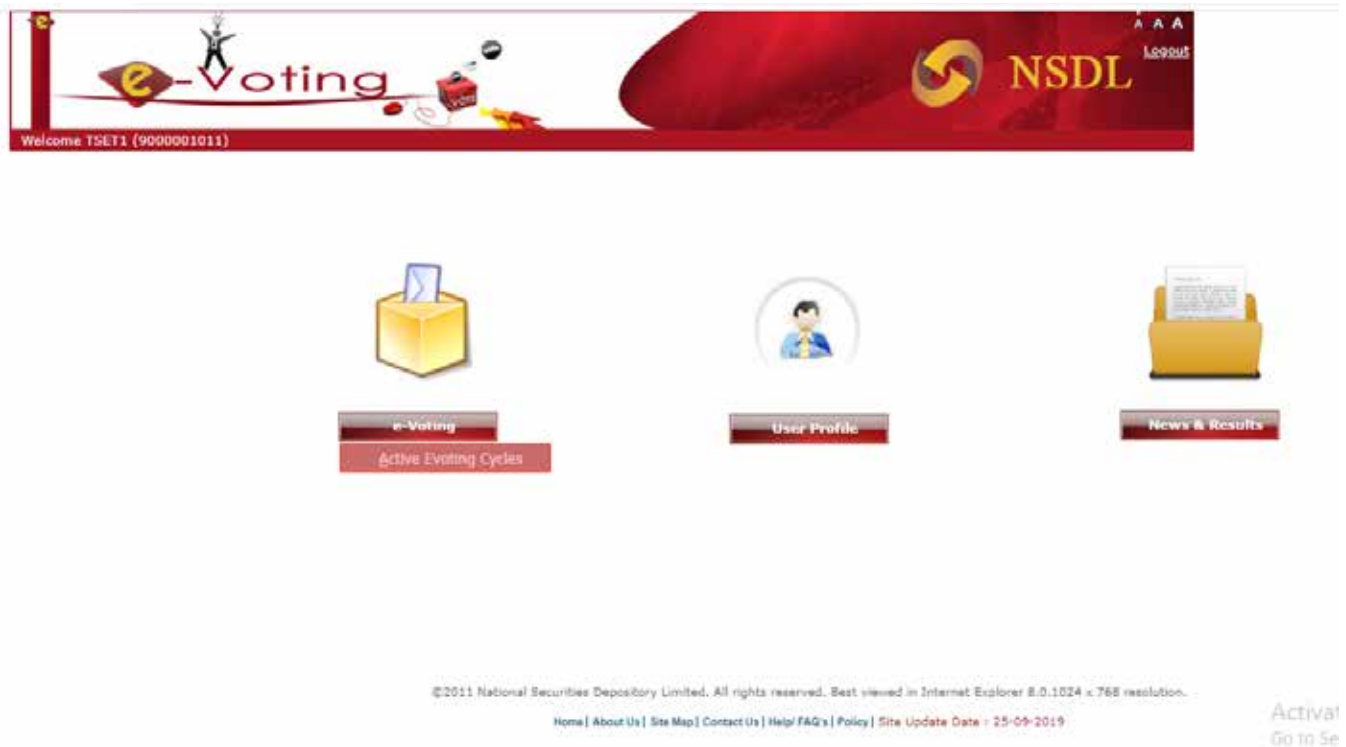 e-Voting
NSDL
A A A
Logout
Welcome TSET1 (9000001011)
e-Voting
Active Evoting Cycles
User Profile
News & Results
©2011 National Securities Depository Limited. All rights reserved. Best viewed in Internet Explorer 8.0.1024 x 768 resolution.
Home| About Us| Site Map| Contact Us| Help/ FAQ's| Policy| Site Update Date : 25-09-2019
Activat
Go to Se